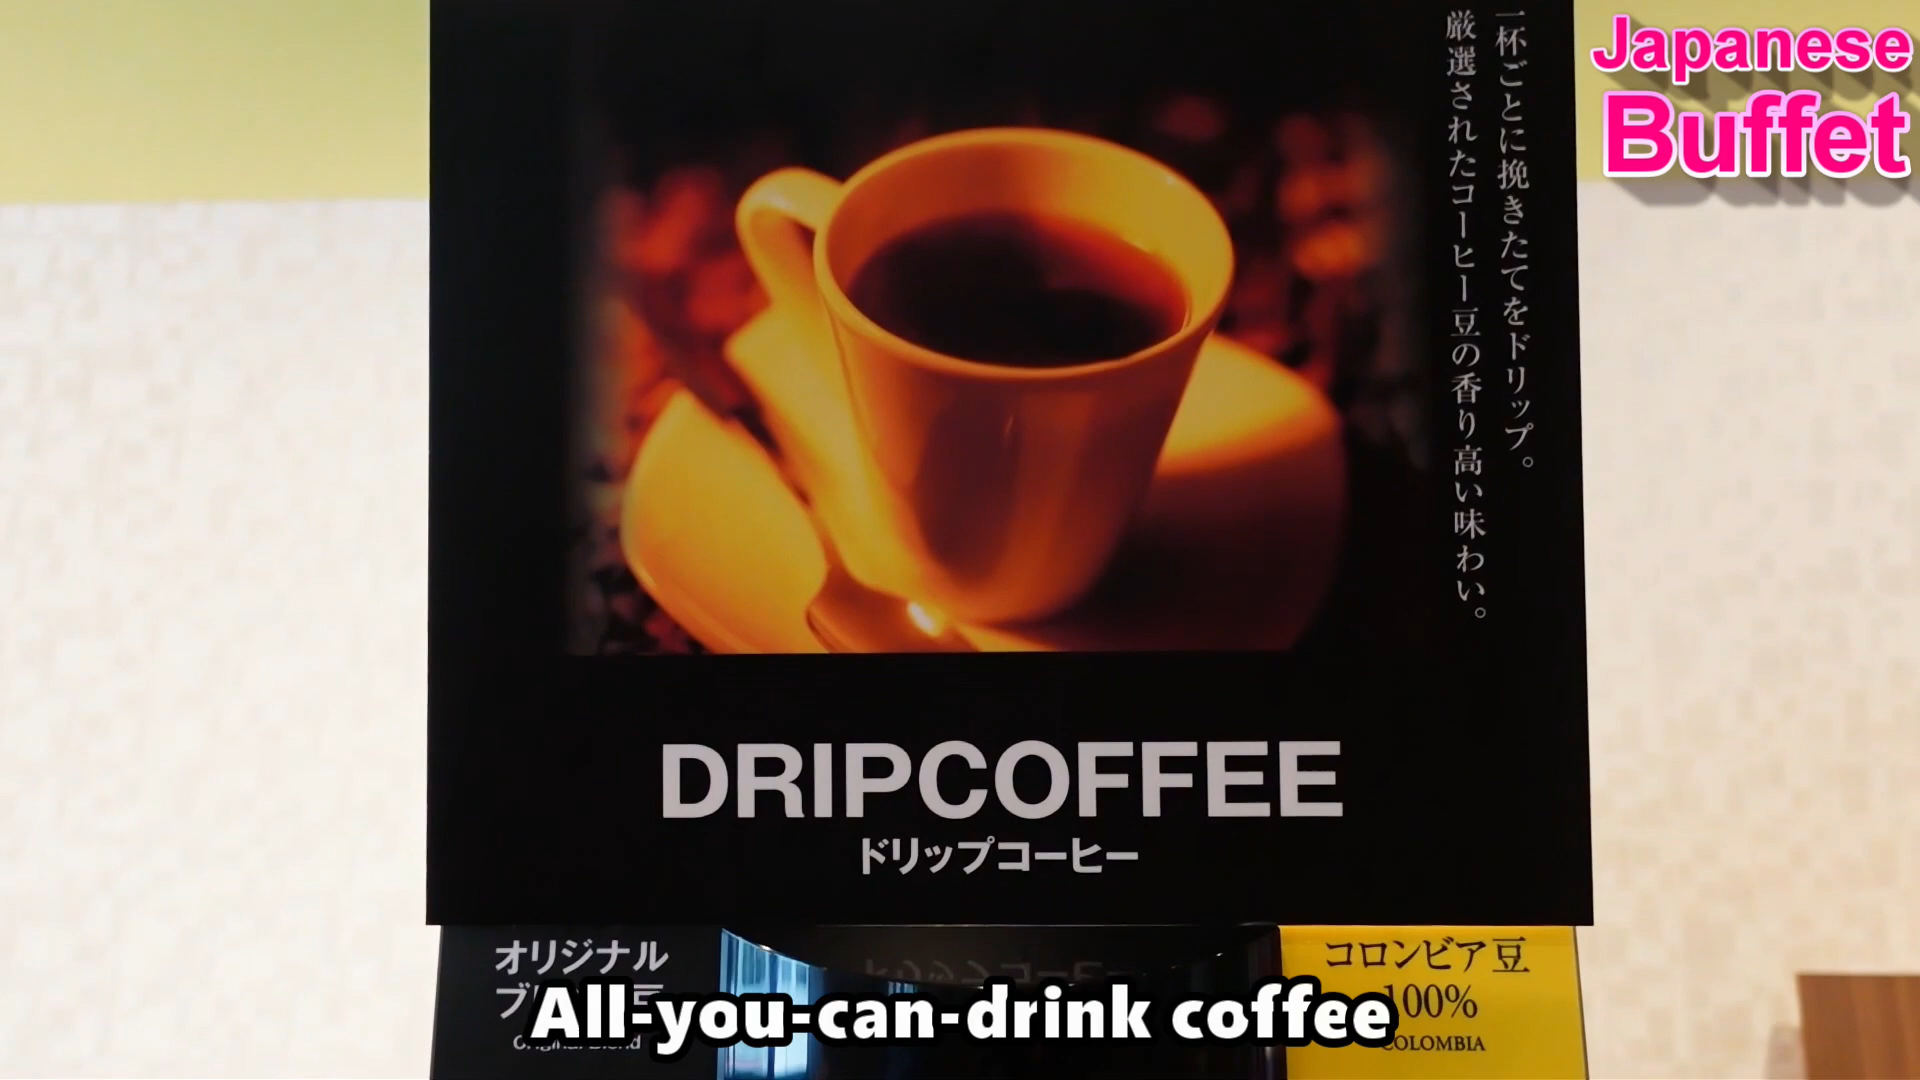 Japanese
Buffet
一杯ごとに挽きたてをドリップ。
厳選されたコーヒー豆の香り高い味わい。
DRIPCOFFEE
ドリップコーヒー
オリジナル
コロンビア豆
100%
COLOMBIA
Original Blend
All-you-can-drink coffee